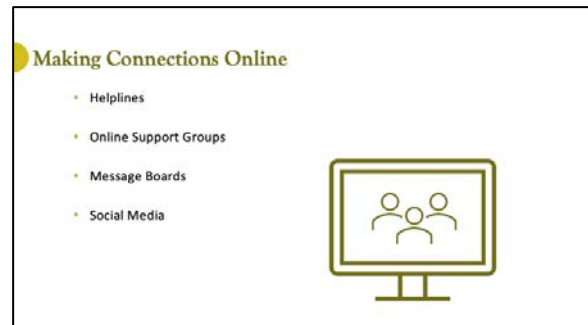 Making Connections Online
Helplines
Online Support Groups
Message Boards
Social Media